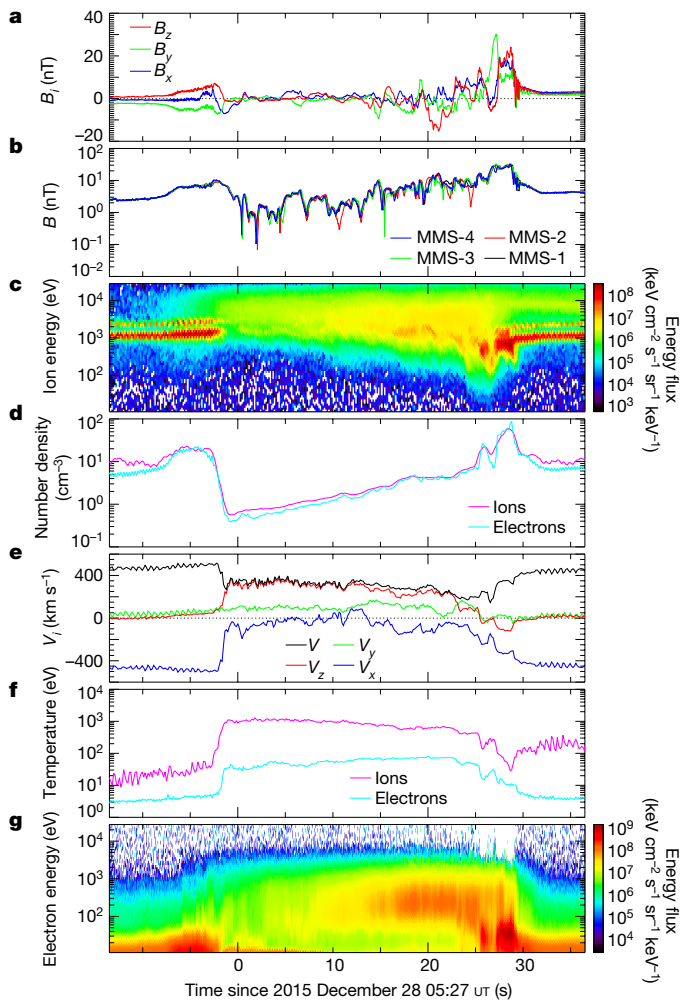 a
40
20
0
−20
B_i (nT)
B_z
B_y
B_x
b
10^2
10^1
10^0
10^−1
10^−2
B (nT)
MMS-4 MMS-2
MMS-3 MMS-1
c
10^4
10^3
10^2
Ion energy (eV)
10^8
10^7
10^6
10^5
10^4
10^3
Energy flux
(keV cm^−2 s^−1 sr^−1 keV^−1)
d
10^2
10^1
10^0
10^−1
Number density
(cm^−3)
Ions
Electrons
e
400
0
−400
V_i (km s^−1)
V V_y
V_z V_x
f
10^4
10^3
10^2
10^1
10^0
Temperature (eV)
Ions
Electrons
g
10^4
10^3
10^2
Electron energy (eV)
10^9
10^8
10^7
10^6
10^5
10^4
Energy flux
(keV cm^−2 s^−1 sr^−1 keV^−1)
0 10 20 30
Time since 2015 December 28 05:27 UT (s)